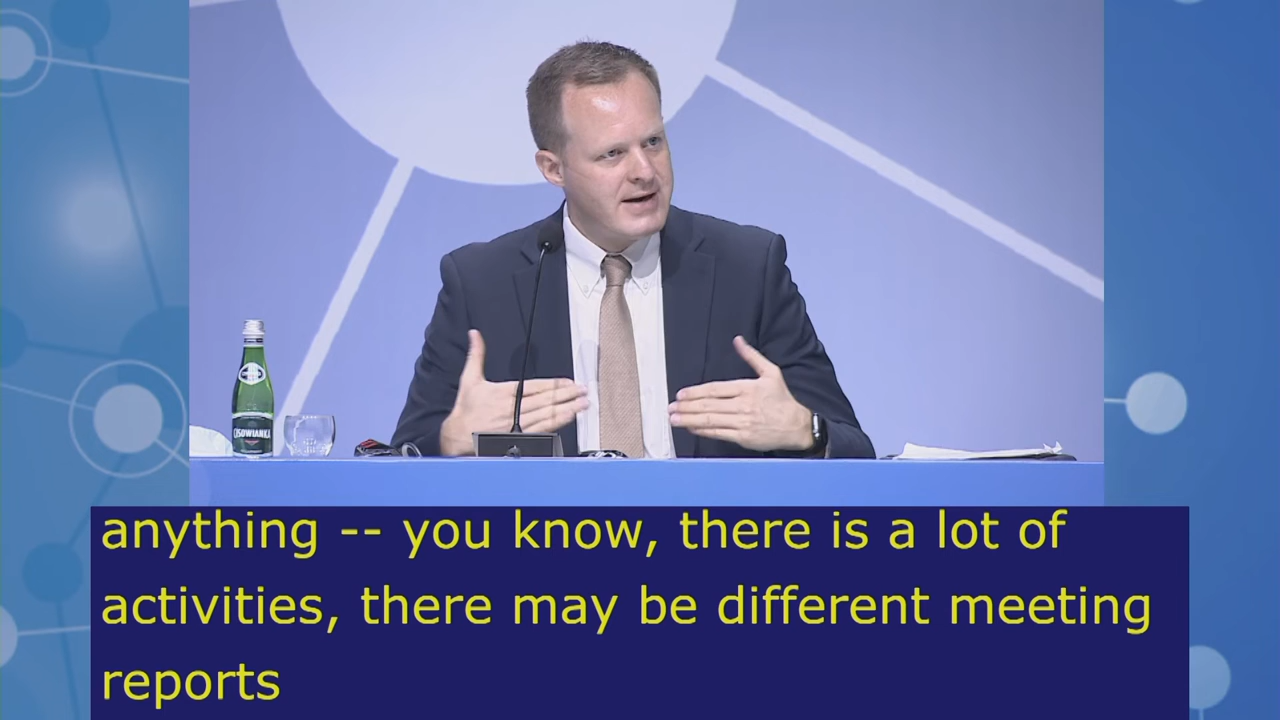 CISOWIANKA
anything -- you know, there is a lot of
activities, there may be different meeting
reports